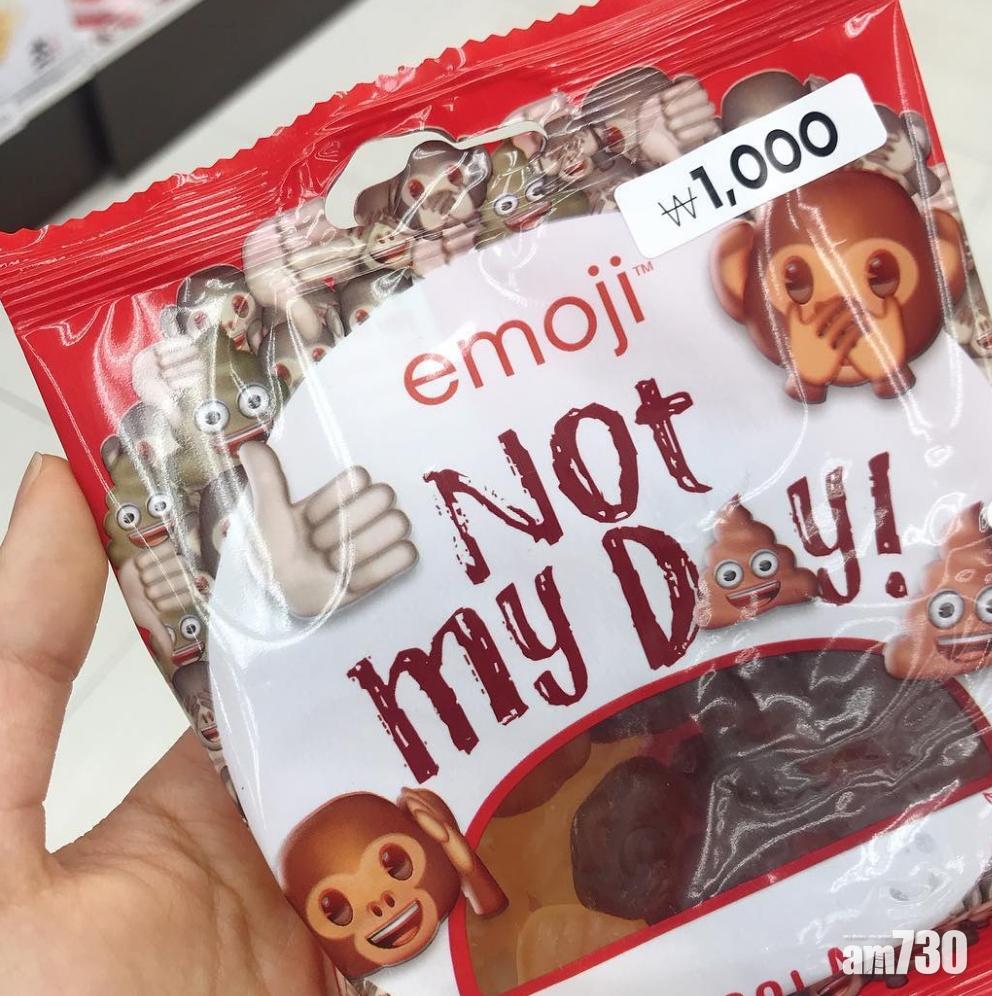 ₩1,000
emoji™
Not
my Day!
am730